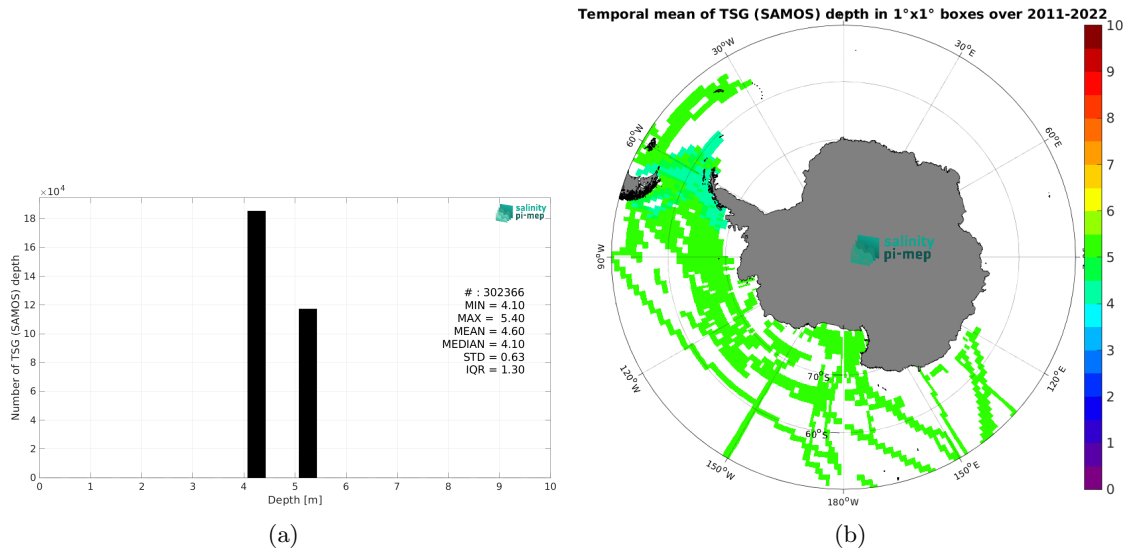 Temporal mean of TSG (SAMOS) depth in 1°x1° boxes over 2011-2022
×10⁴
18
16
14
12
10
8
6
4
2
0
Number of TSG (SAMOS) depth
0 1 2 3 4 5 6 7 8 9 10
Depth [m]
salinity
pi-mep
# : 302366
MIN = 4.10
MAX = 5.40
MEAN = 4.60
MEDIAN = 4.10
STD = 0.63
IQR = 1.30
(a)
30°W
30°E
60°W
60°E
90°W
120°W
120°E
150°W
150°E
180°W
70°S
60°S
salinity
pi-mep
10
9
8
7
6
5
4
3
2
1
0
(b)